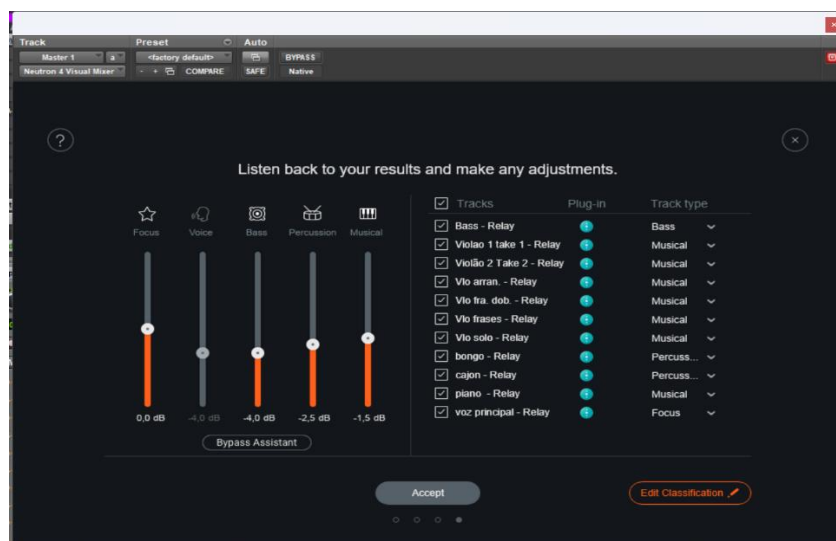 Track Preset Auto
Master 1 a <factory default> BYPASS
Neutron 4 Visual Mixer - + COMPARE SAFE Native
?
Listen back to your results and make any adjustments.
Focus Voice Bass Percussion Musical
0,0 dB -4,0 dB -4,0 dB -2,5 dB -1,5 dB
Bypass Assistant
Tracks Plug-in Track type
Bass - Relay Bass
Violao 1 take 1 - Relay Musical
Violão 2 Take 2 - Relay Musical
Vlo arran. - Relay Musical
Vlo fra. dob. - Relay Musical
Vlo frases - Relay Musical
Vlo solo - Relay Musical
bongo - Relay Percuss...
cajon - Relay Percuss...
piano - Relay Musical
voz principal - Relay Focus
Accept
Edit Classification